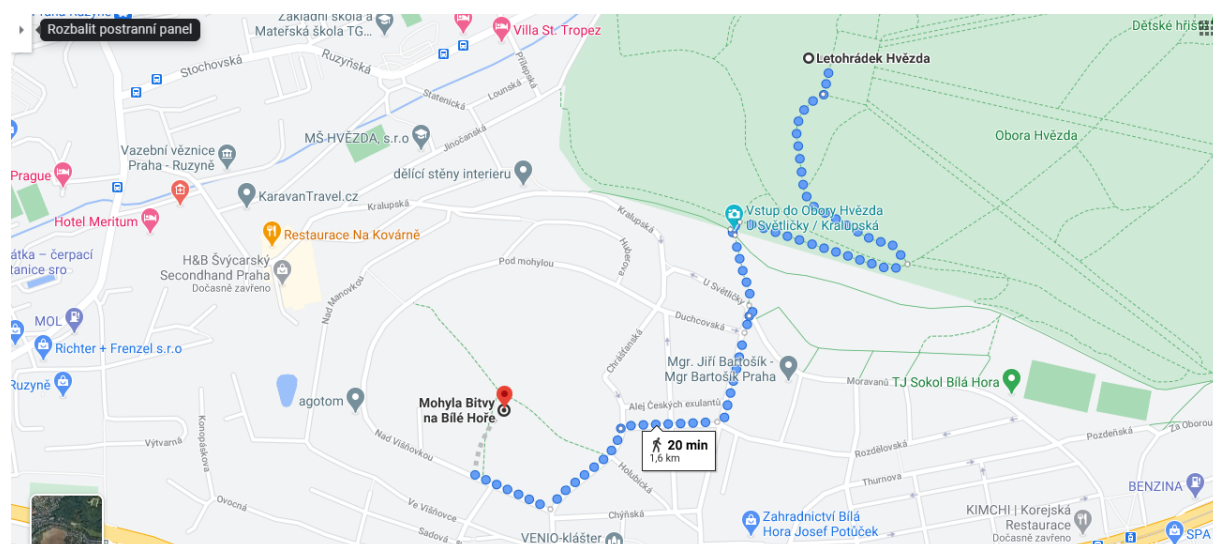 Rozbalit postranní panel
Základní škola a
Mateřská škola TG...
Villa St. Tropez
Dětské hřiš
Stochovská
Ruzyňská
Přílepská
Letohrádek Hvězda
Statenická
Lounská
Jinočanská
MŠ HVĚZDA, s.r.o
Obora Hvězda
Vazební věznice
Praha - Ruzyně
Prague
dělící stěny interieru
KaravanTravel.cz
Kralupská
Kralupská
Hotel Meritum
Vstup do Obory Hvězda
U Světličky / Kralupská
Restaurace Na Kovárně
Huberova
átka – čerpací
tanice sro
H&B Švýcarský
Secondhand Praha
Dočasně zavřeno
Pod mohylou
Nad Manovkou
U Světličky
Duchcovská
MOL
Richter + Frenzel s.r.o
Chrášťanská
Mgr. Jiří Bartošík -
Mgr Bartošík Praha
Moravanů
TJ Sokol Bílá Hora
Ruzyně
agotom
Mohyla Bitvy
na Bílé Hoře
Alej Českých exulantů
Konopáskova
Výtvarná
Nad Višňovkou
20 min
1,6 km
Pozdeňská
Za Oborou
Rozdělovská
Holubická
Thurnova
Ovocná
Ve Višňovce
BENZINA
Chýňská
Sadová
Zahradnictví Bílá
Hora Josef Potůček
KIMCHI | Korejská
Restaurace
Dočasně zavřeno
VENIO-klášter
SPA